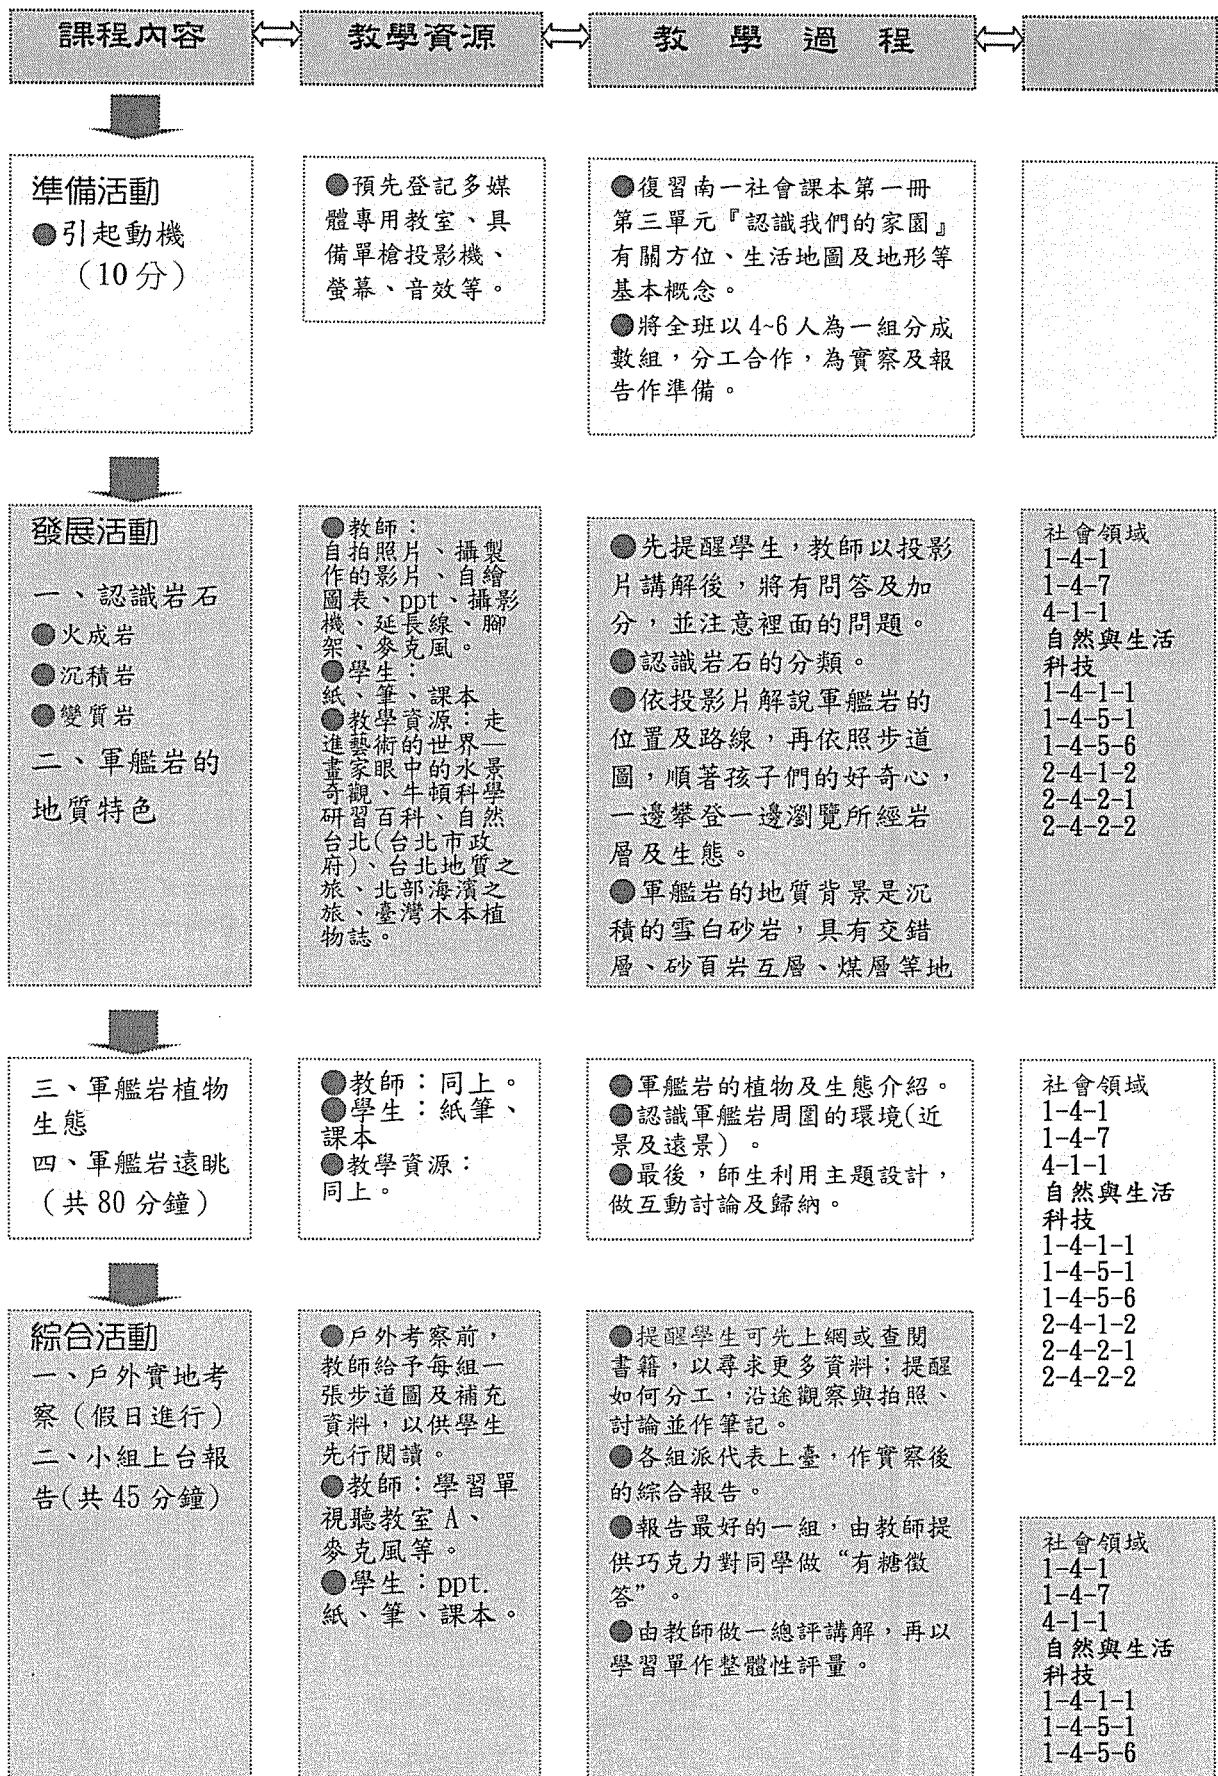 課程內容
教學資源
教學過程
準備活動
●引起動機
（10分）
●預先登記多媒
體專用教室、具
備單槍投影機、
螢幕、音效等。
●復習南一社會課本第一冊
第三單元『認識我們的家園』
有關方位、生活地圖及地形等
基本概念。
●將全班以4~6人為一組分成
數組，分工合作，為實察及報
告作準備。
發展活動
一、認識岩石
●火成岩
●沉積岩
●變質岩
二、軍艦岩的
地質特色
●教師：
自拍照片、攝製
作的影片、自繪
圖表、ppt、攝影
機、延長線、腳
架、麥克風。
●學生：
紙、筆、課本
●教學資源：走
進藝術的世界—
畫家眼中的水景
奇觀、牛頓科學
研習百科、自然
台北(台北市政
府)、台北地質之
旅、北部海濱之
旅、臺灣木本植
物誌。
●先提醒學生，教師以投影
片講解後，將有問答及加
分，並注意裡面的問題。
●認識岩石的分類。
●依投影片解說軍艦岩的
位置及路線，再依照步道
圖，順著孩子們的好奇心，
一邊攀登一邊瀏覽所經岩
層及生態。
●軍艦岩的地質背景是沉
積的雪白砂岩，具有交錯
層、砂頁岩互層、煤層等地
社會領域
1-4-1
1-4-7
4-1-1
自然與生活
科技
1-4-1-1
1-4-5-1
1-4-5-6
2-4-1-2
2-4-2-1
2-4-2-2
三、軍艦岩植物
生態
四、軍艦岩遠眺
（共80分鐘）
●教師：同上。
●學生：紙筆、
課本
●教學資源：
同上。
●軍艦岩的植物及生態介紹。
●認識軍艦岩周圍的環境(近
景及遠景）。
●最後，師生利用主題設計，
做互動討論及歸納。
社會領域
1-4-1
1-4-7
4-1-1
自然與生活
科技
1-4-1-1
1-4-5-1
1-4-5-6
2-4-1-2
2-4-2-1
2-4-2-2
綜合活動
一、戶外實地考
察（假日進行）
二、小組上台報
告(共45分鐘)
●戶外考察前，
教師給予每組一
張步道圖及補充
資料，以供學生
先行閱讀。
●教師：學習單
視聽教室A、
麥克風等。
●學生：ppt.
紙、筆、課本。
●提醒學生可先上網或查閱
書籍，以尋求更多資料；提醒
如何分工，沿途觀察與拍照、
討論並作筆記。
●各組派代表上臺，作實察後
的綜合報告。
●報告最好的一組，由教師提
供巧克力對同學做“有糖徵
答”。
●由教師做一總評講解，再以
學習單作整體性評量。
社會領域
1-4-1
1-4-7
4-1-1
自然與生活
科技
1-4-1-1
1-4-5-1
1-4-5-6